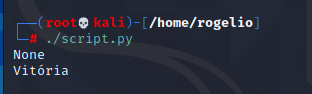 ┌──(root💀kali)-[/home/rogelio]
└─# ./script.py
None
Vitória